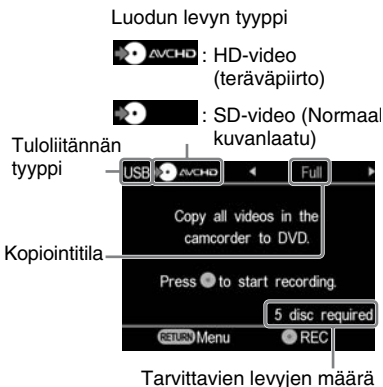 Luodun levyn tyyppi
AVCHD : HD-video
(teräväpiirto)
: SD-video (Normaal
kuvanlaatu)
Tuloliitännän
tyyppi
USB AVCHD Full
Copy all videos in the
camcorder to DVD.
Kopiointitila
Press to start recording.
5 disc required
RETURN Menu REC
Tarvittavien levyjen määrä